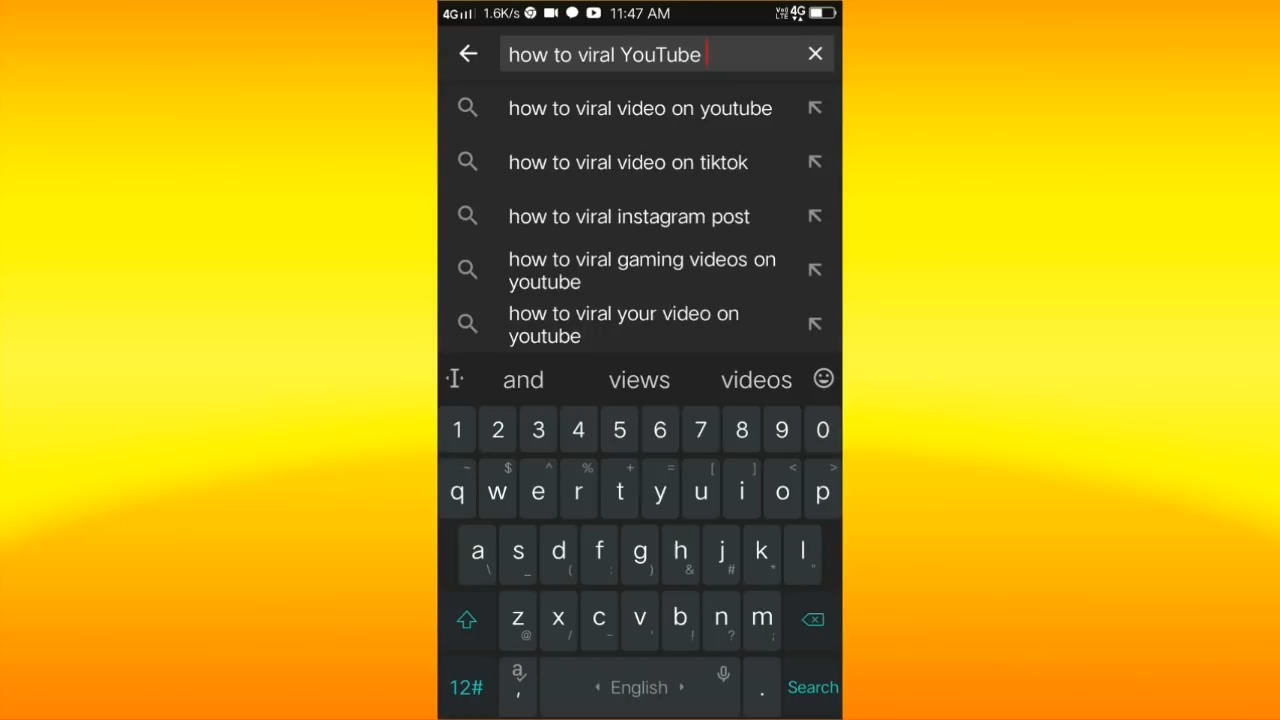 4G 1.6K/s 11:47 AM VoLTE 4G
how to viral YouTube
how to viral video on youtube
how to viral video on tiktok
how to viral instagram post
how to viral gaming videos on
youtube
how to viral your video on
youtube
and views videos
1 2 3 4 5 6 7 8 9 0
~ $ ^ % + = [ ] < >
q w e r t y u i o p
a s d f g h j k l
\ _ ( : ) & # * "
z x c v b n m
@ / - ' ! ? ;
12# a , English . Search